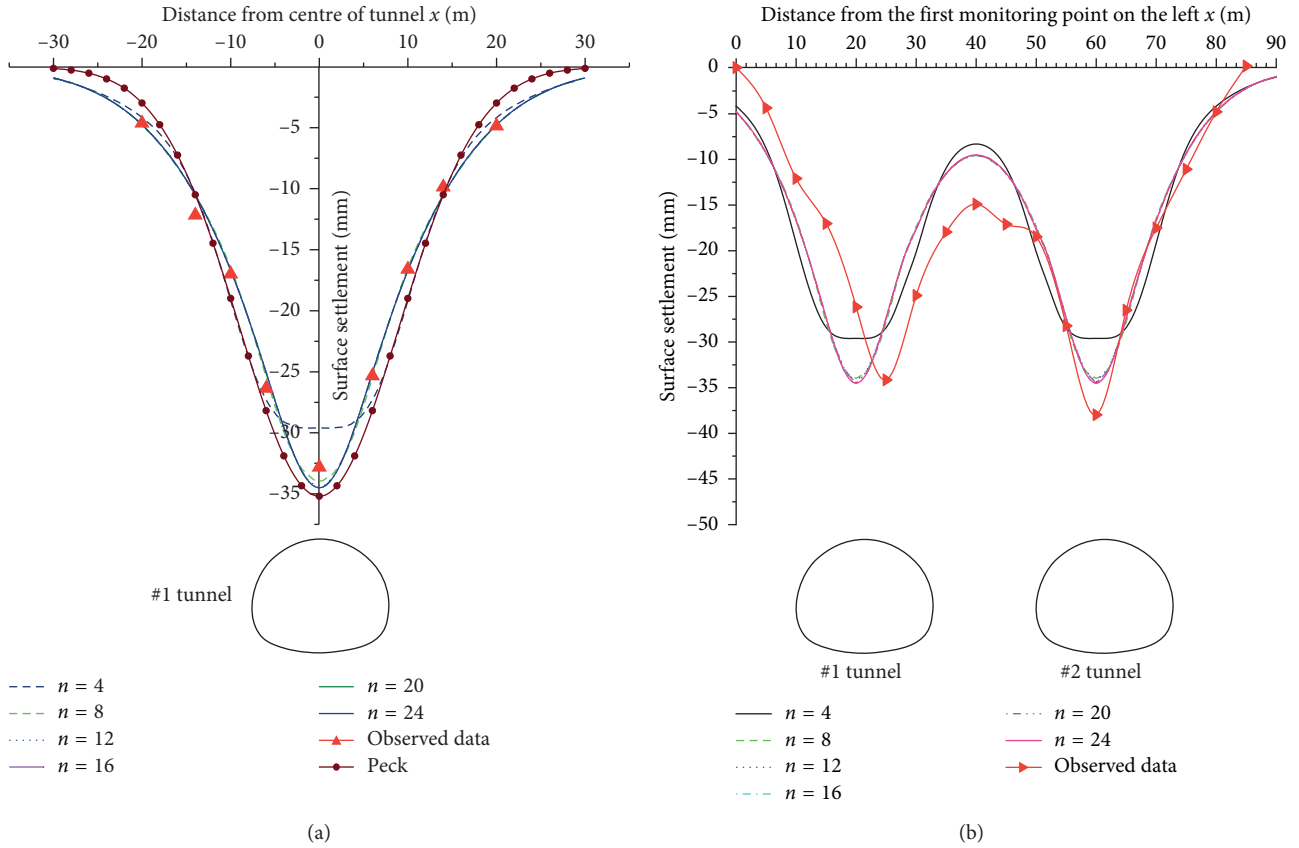 Distance from centre of tunnel x (m)
−30 −20 −10 0 10 20 30
−5
−10
−15
−20
−25
−30
−35
Surface settlement (mm)
#1 tunnel
n = 4
n = 8
n = 12
n = 16
n = 20
n = 24
Observed data
Peck
(a)
Distance from the first monitoring point on the left x (m)
0 10 20 30 40 50 60 70 80 90
0
−5
−10
−15
−20
−25
−30
−35
−40
−45
−50
Surface settlement (mm)
#1 tunnel #2 tunnel
n = 4
n = 8
n = 12
n = 16
n = 20
n = 24
Observed data
(b)